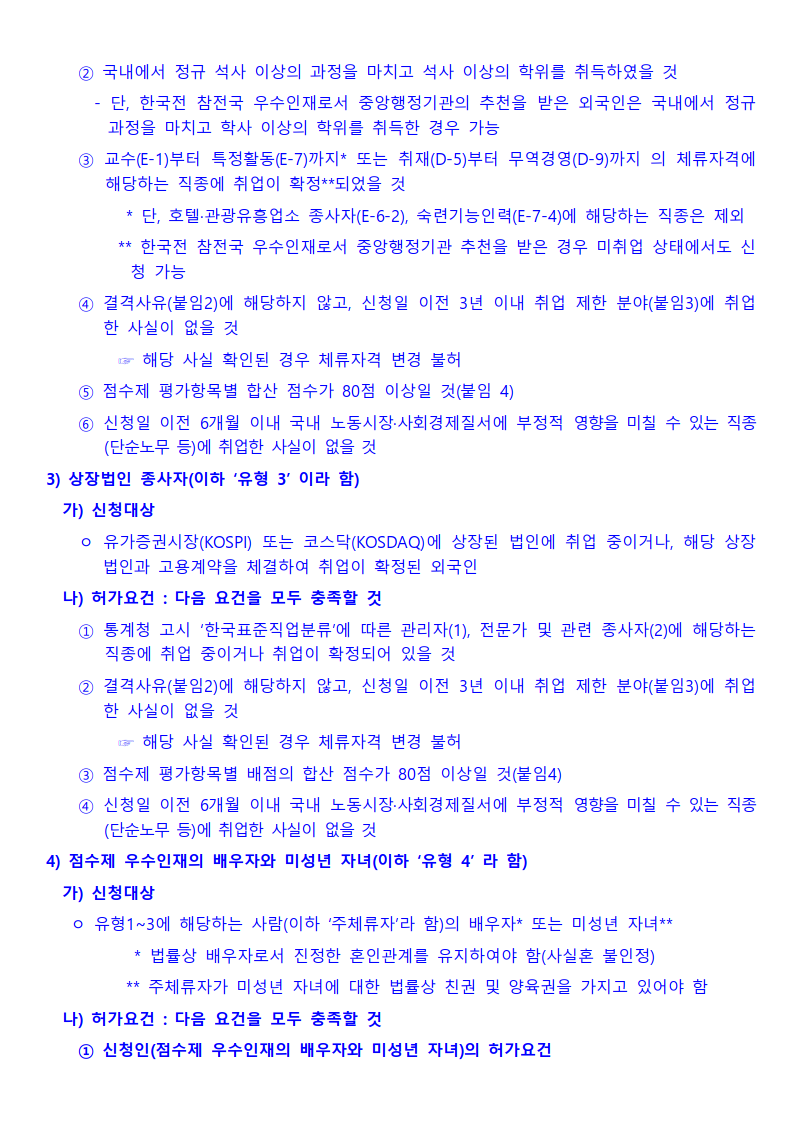 ② 국내에서 정규 석사 이상의 과정을 마치고 석사 이상의 학위를 취득하였을 것
- 단, 한국전 참전국 우수인재로서 중앙행정기관의 추천을 받은 외국인은 국내에서 정규
과정을 마치고 학사 이상의 학위를 취득한 경우 가능
③ 교수(E-1)부터 특정활동(E-7)까지* 또는 취재(D-5)부터 무역경영(D-9)까지 의 체류자격에
해당하는 직종에 취업이 확정**되었을 것
* 단, 호텔·관광유흥업소 종사자(E-6-2), 숙련기능인력(E-7-4)에 해당하는 직종은 제외
** 한국전 참전국 우수인재로서 중앙행정기관 추천을 받은 경우 미취업 상태에서도 신
청 가능
④ 결격사유(붙임2)에 해당하지 않고, 신청일 이전 3년 이내 취업 제한 분야(붙임3)에 취업
한 사실이 없을 것
☞ 해당 사실 확인된 경우 체류자격 변경 불허
⑤ 점수제 평가항목별 합산 점수가 80점 이상일 것(붙임 4)
⑥ 신청일 이전 6개월 이내 국내 노동시장·사회경제질서에 부정적 영향을 미칠 수 있는 직종
(단순노무 등)에 취업한 사실이 없을 것
3) 상장법인 종사자(이하 ‘유형 3’ 이라 함)
가) 신청대상
ㅇ 유가증권시장(KOSPI) 또는 코스닥(KOSDAQ)에 상장된 법인에 취업 중이거나, 해당 상장
법인과 고용계약을 체결하여 취업이 확정된 외국인
나) 허가요건 : 다음 요건을 모두 충족할 것
① 통계청 고시 ‘한국표준직업분류’에 따른 관리자(1), 전문가 및 관련 종사자(2)에 해당하는
직종에 취업 중이거나 취업이 확정되어 있을 것
② 결격사유(붙임2)에 해당하지 않고, 신청일 이전 3년 이내 취업 제한 분야(붙임3)에 취업
한 사실이 없을 것
☞ 해당 사실 확인된 경우 체류자격 변경 불허
③ 점수제 평가항목별 배점의 합산 점수가 80점 이상일 것(붙임4)
④ 신청일 이전 6개월 이내 국내 노동시장·사회경제질서에 부정적 영향을 미칠 수 있는 직종
(단순노무 등)에 취업한 사실이 없을 것
4) 점수제 우수인재의 배우자와 미성년 자녀(이하 ‘유형 4’ 라 함)
가) 신청대상
ㅇ 유형1~3에 해당하는 사람(이하 ‘주체류자’라 함)의 배우자* 또는 미성년 자녀**
* 법률상 배우자로서 진정한 혼인관계를 유지하여야 함(사실혼 불인정)
** 주체류자가 미성년 자녀에 대한 법률상 친권 및 양육권을 가지고 있어야 함
나) 허가요건 : 다음 요건을 모두 충족할 것
① 신청인(점수제 우수인재의 배우자와 미성년 자녀)의 허가요건